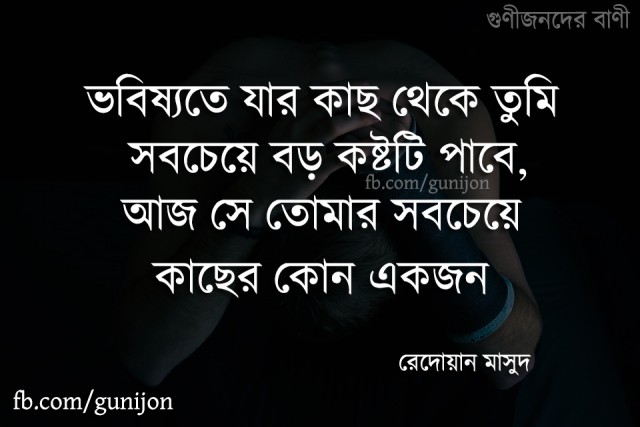 গুণীজনদের বাণী
ভবিষ্যতে যার কাছ থেকে তুমি
সবচেয়ে বড় কষ্টটি পাবে,
fb.com/gunijon
আজ সে তোমার সবচেয়ে
কাছের কোন একজন
রেদোয়ান মাসুদ
fb.com/gunijon